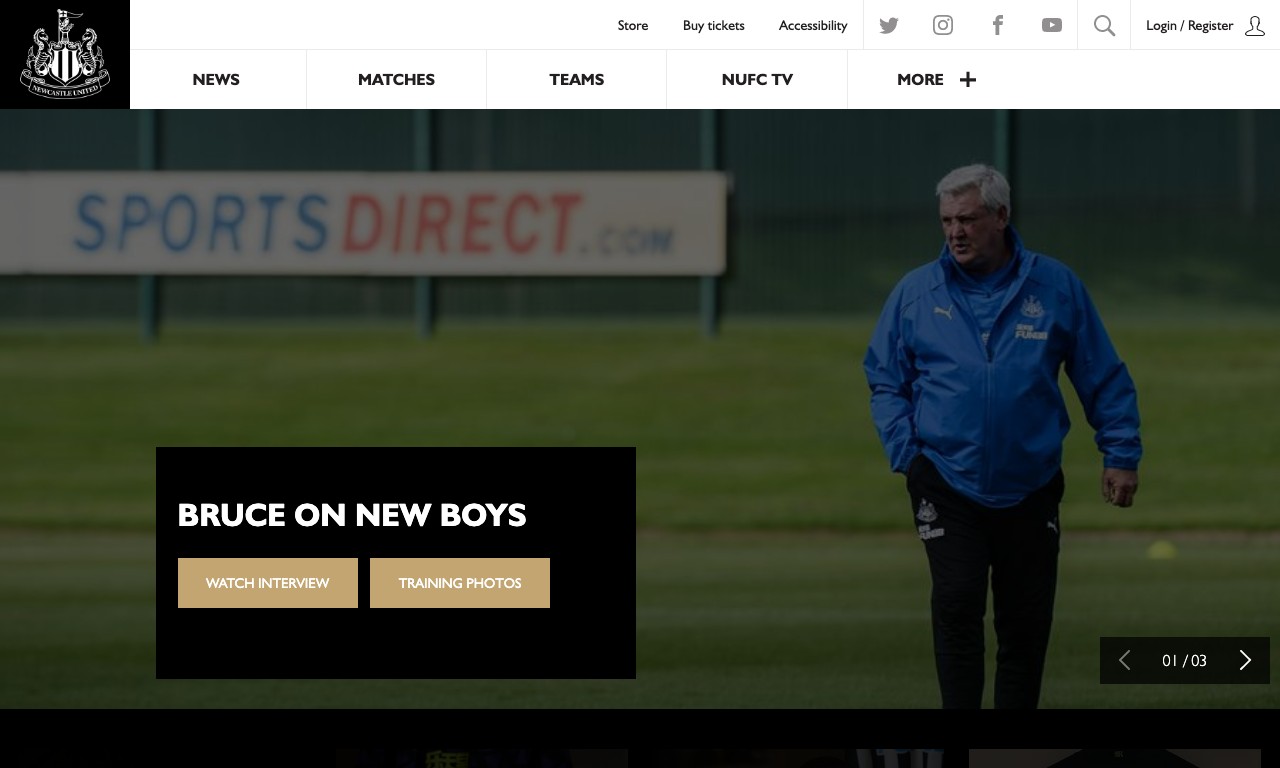 Store
Buy tickets
Accessibility
Login / Register
NEWCASTLE UNITED
NEWS
MATCHES
TEAMS
NUFC TV
MORE
SPORTSDIRECT.COM
FUN88
BRUCE ON NEW BOYS
WATCH INTERVIEW
TRAINING PHOTOS
01 / 03